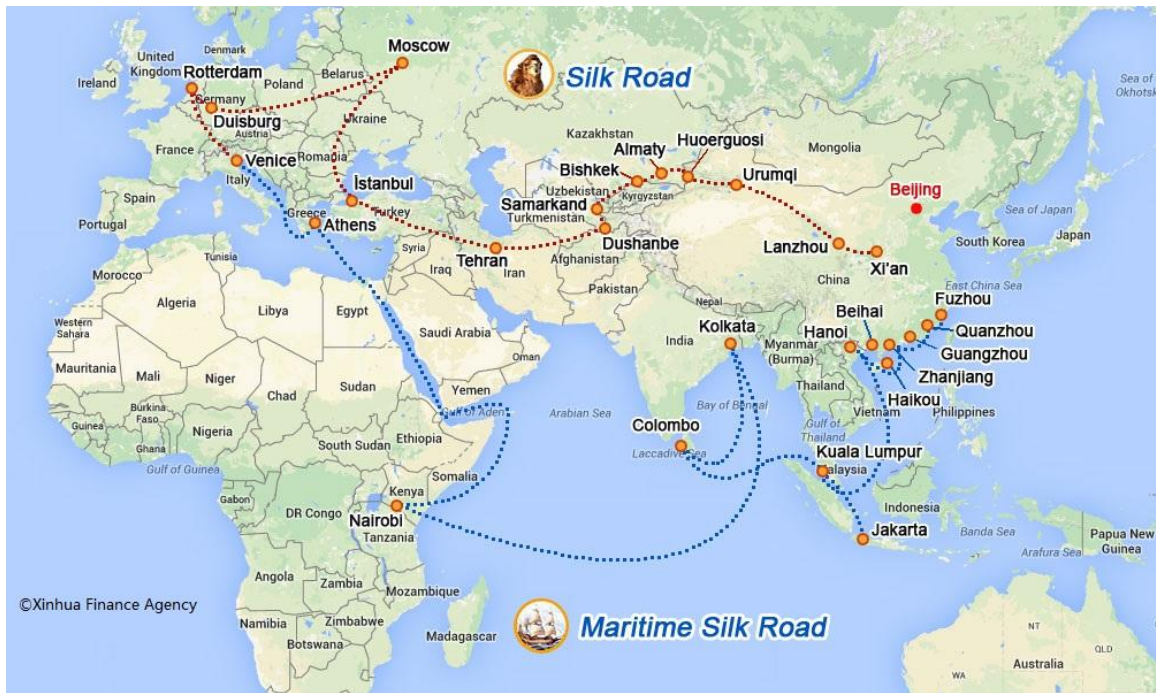 Sea of
Okhotsk
Moscow
Denmark
United
Kingdom
Ireland
Rotterdam
Poland
Belarus
Silk Road
Germany
Duisburg
Ukraine
Austria
France
Venice
Romania
Italy
Kazakhstan
Mongolia
Almaty
Huoerguosi
Bishkek
Urumqi
Beijing
Uzbekistan
Kyrgyzstan
Samarkand
Turkmenistan
İstanbul
Spain
Portugal
Greece
Turkey
Athens
Sea of Japan
Japan
South Korea
Dushanbe
Lanzhou
Xi'an
Tehran
Syria
Iraq
Iran
Afghanistan
China
Tunisia
Morocco
Pakistan
Nepal
East China Sea
Fuzhou
Algeria
Libya
Egypt
Western
Sahara
Saudi Arabia
Oman
India
Kolkata
Myanmar
(Burma)
Hanoi
Beihai
Quanzhou
Guangzhou
Zhanjiang
Haikou
Mauritania
Mali
Niger
Chad
Sudan
Yemen
Gulf of Aden
Arabian Sea
Bay of Bengal
Thailand
Vietnam
Philippines
Gulf of
Thailand
Burkina
Faso
Guinea
Ghana
Nigeria
South Sudan
Ethiopia
Somalia
Gulf of Guinea
Colombo
Laccadive Sea
Kuala Lumpur
Malaysia
Indonesia
Gabon
DR Congo
Kenya
Nairobi
Tanzania
Jakarta
Banda Sea
Arafura Sea
Papua New
Guinea
Angola
Zambia
Mozambique
©Xinhua Finance Agency
Namibia
Zimbabwe
Botswana
Madagascar
Maritime Silk Road
NT
QLD
WA
Australia